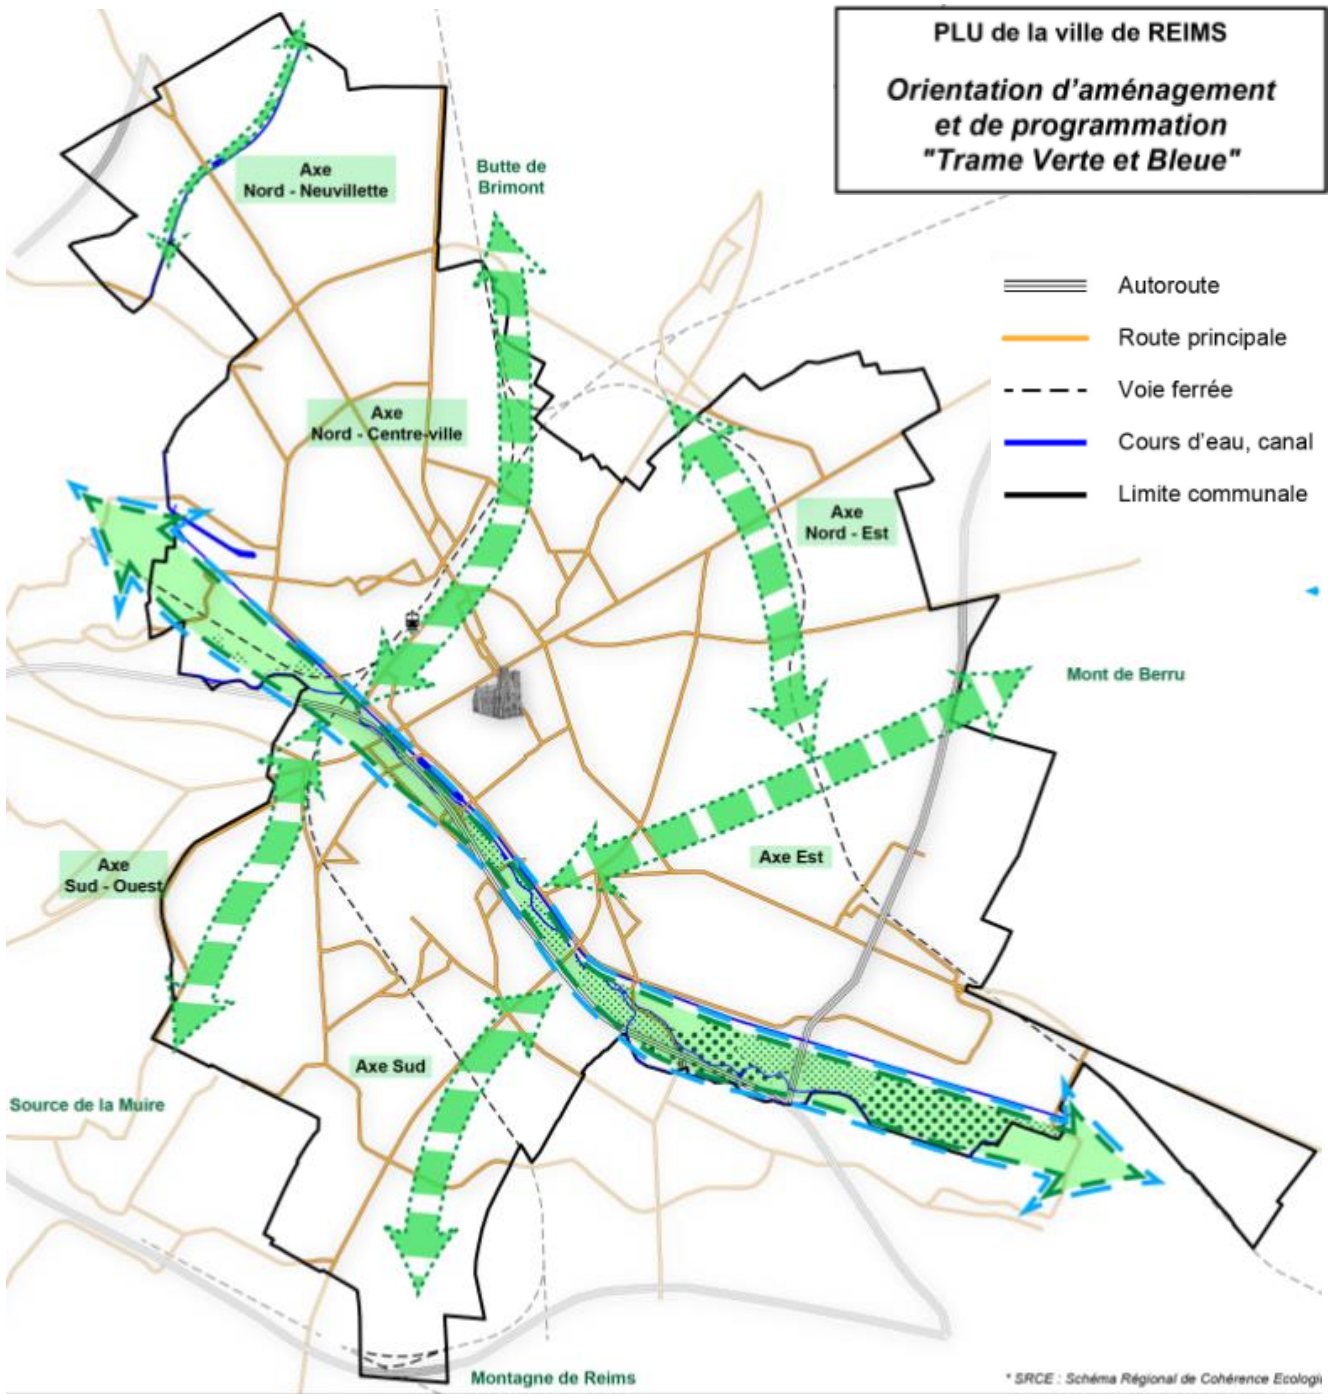 PLU de la ville de REIMS
Orientation d'aménagement
et de programmation
"Trame Verte et Bleue"
Autoroute
Route principale
Voie ferrée
Cours d'eau, canal
Limite communale
Axe
Nord - Neuvillette
Butte de
Brimont
Axe
Nord - Centre-ville
Axe
Nord - Est
Mont de Berru
Axe Est
Axe
Sud - Ouest
Axe Sud
Source de la Muire
Montagne de Reims
* SRCE : Schéma Régional de Cohérence Ecologi